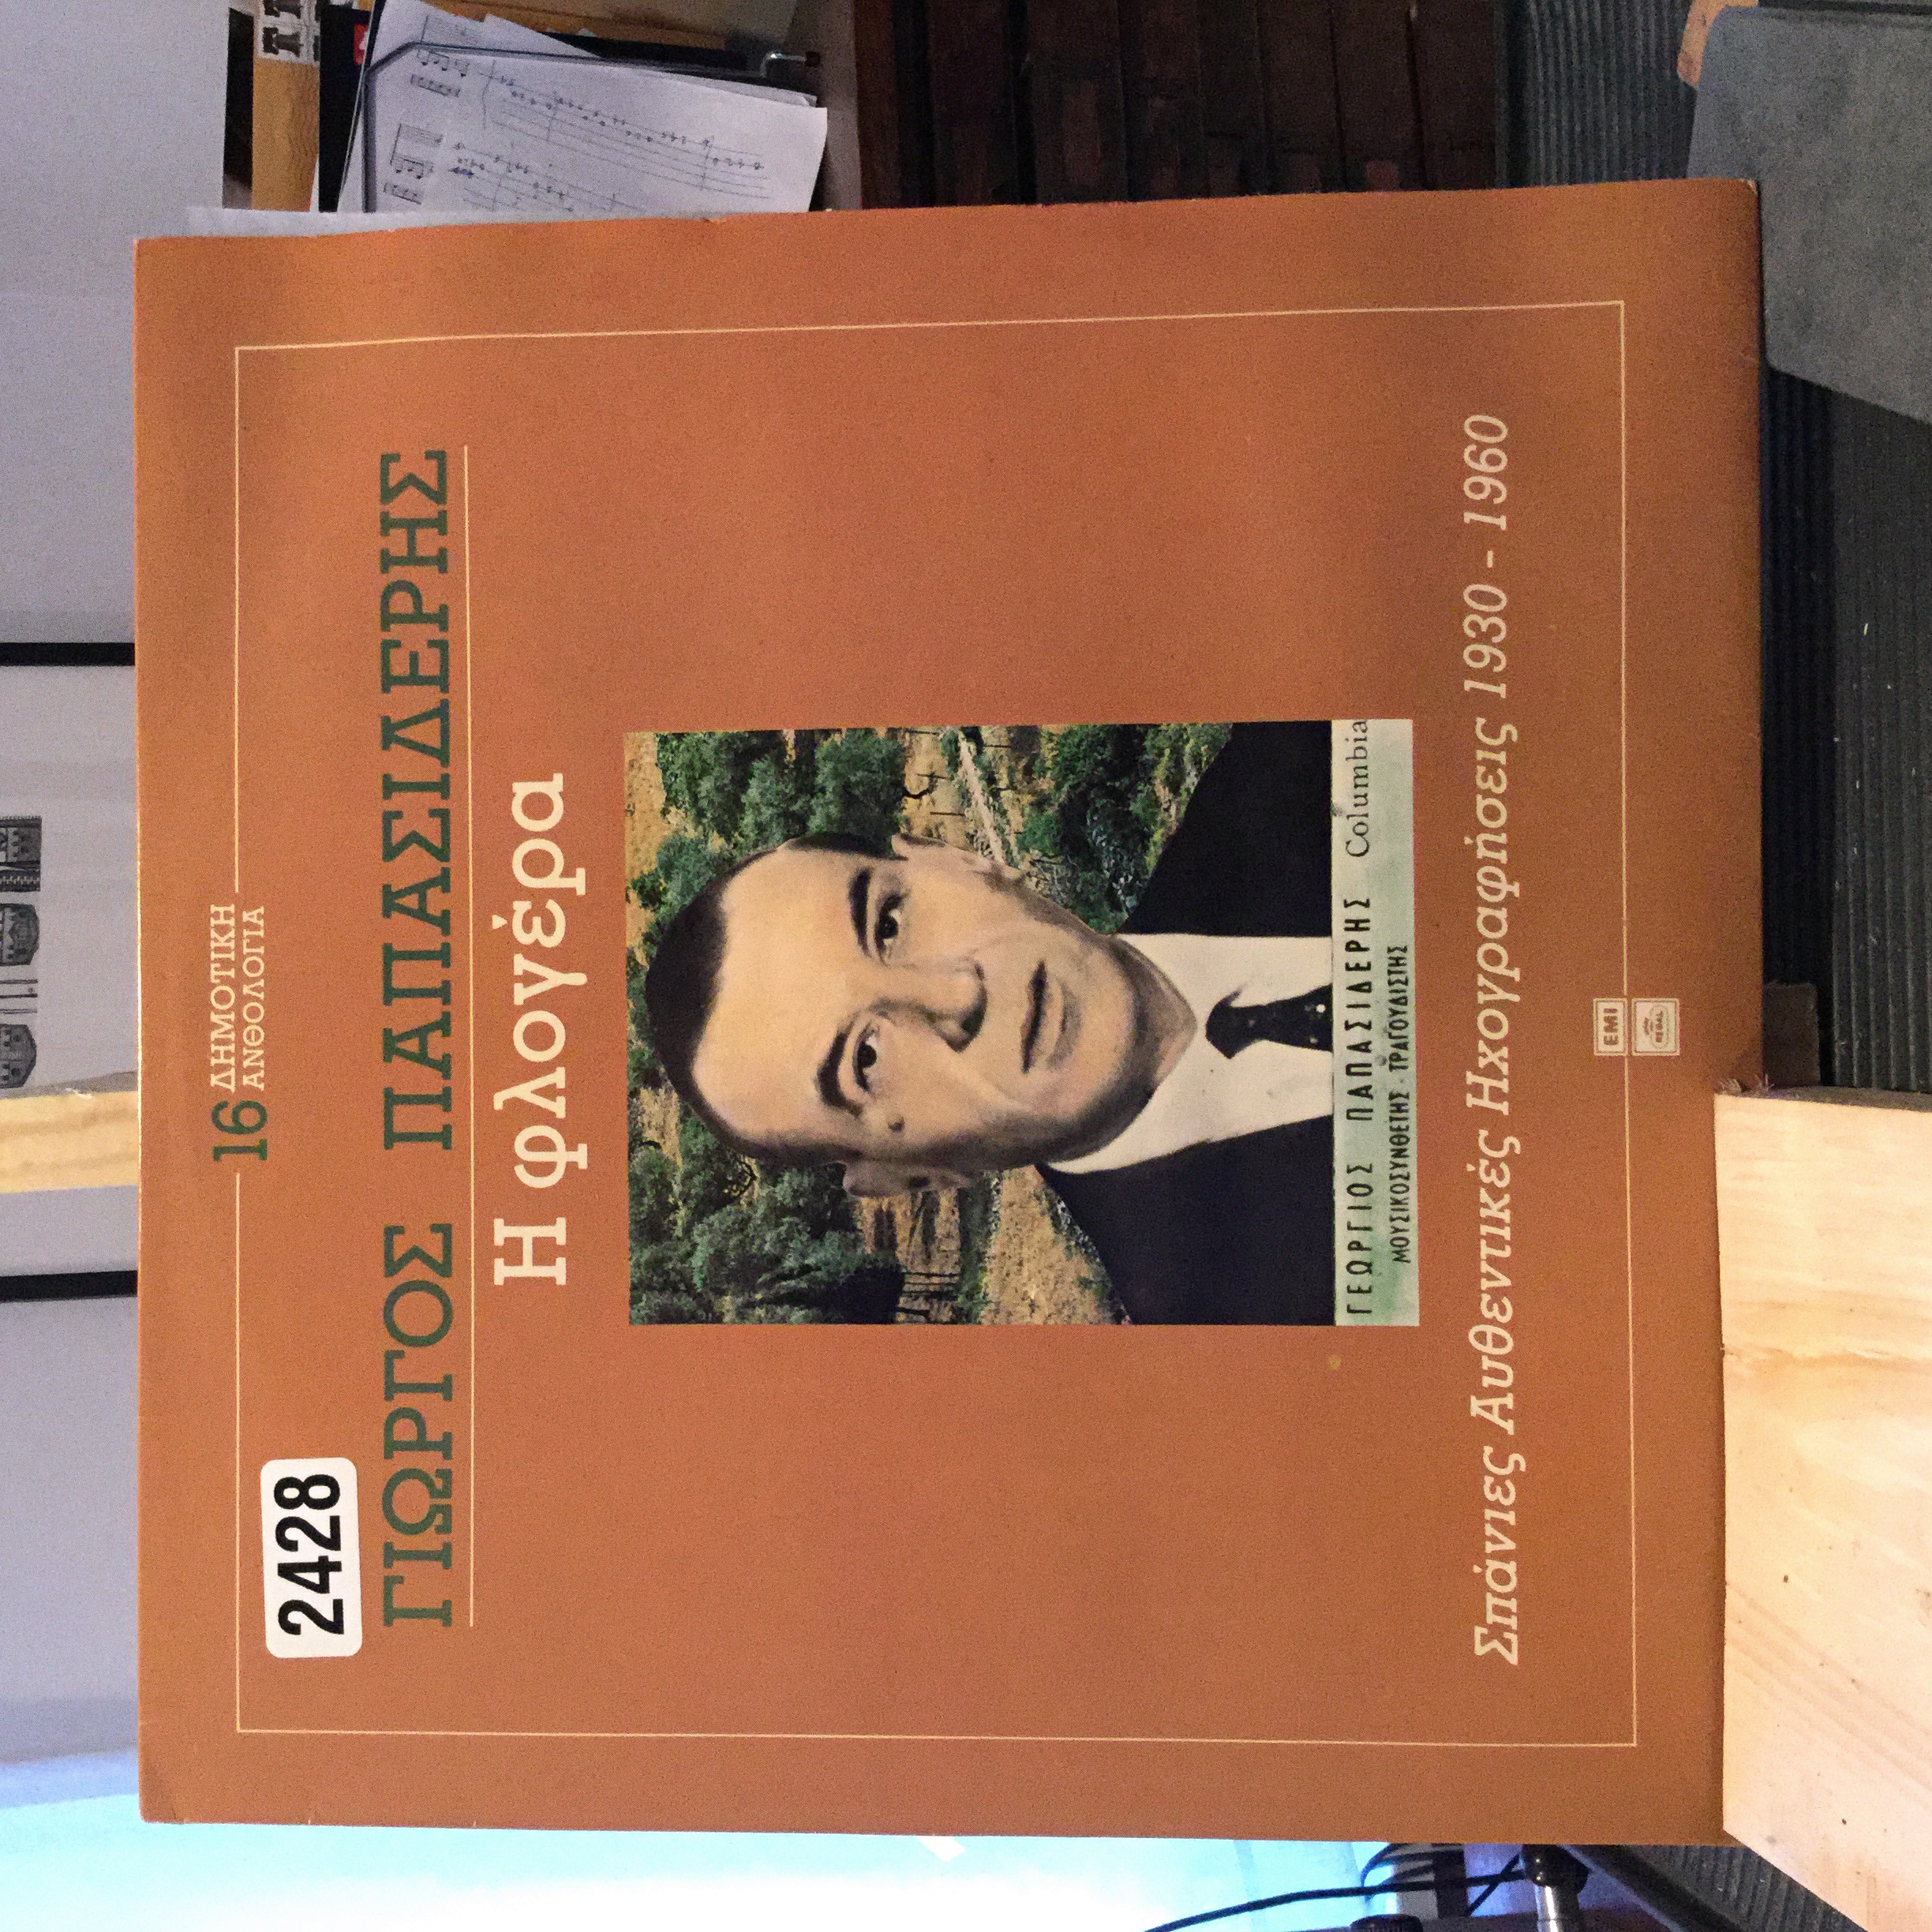 16 ΔΗΜΟΤΙΚΗ
ΑΝΘΟΛΟΓΙΑ
2428
ΓΙΩΡΓΟΣ ΠΑΠΑΣΙΔΕΡΗΣ
Η φλογέρα
ΓΕΩΡΓΙΟΣ ΠΑΠΑΣΙΔΕΡΗΣ Columbia
ΜΟΥΣΙΚΟΣΥΝΘΕΤΗΣ - ΤΡΑΓΟΥΔΙΣΤΗΣ
Σπάνιες Αυθεντικές Ηχογραφήσεις 1930 - 1960
EMI
REGAL